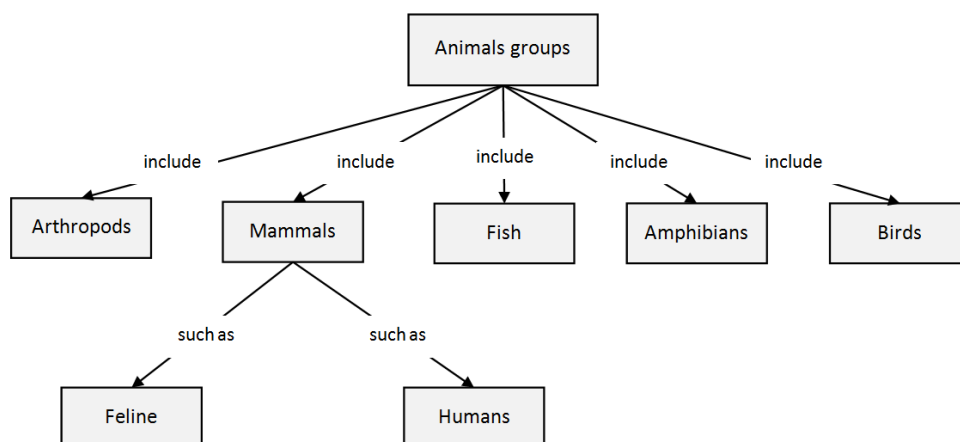 Animals groups
include
include
include
include
include
Arthropods
Mammals
Fish
Amphibians
Birds
such as
such as
Feline
Humans